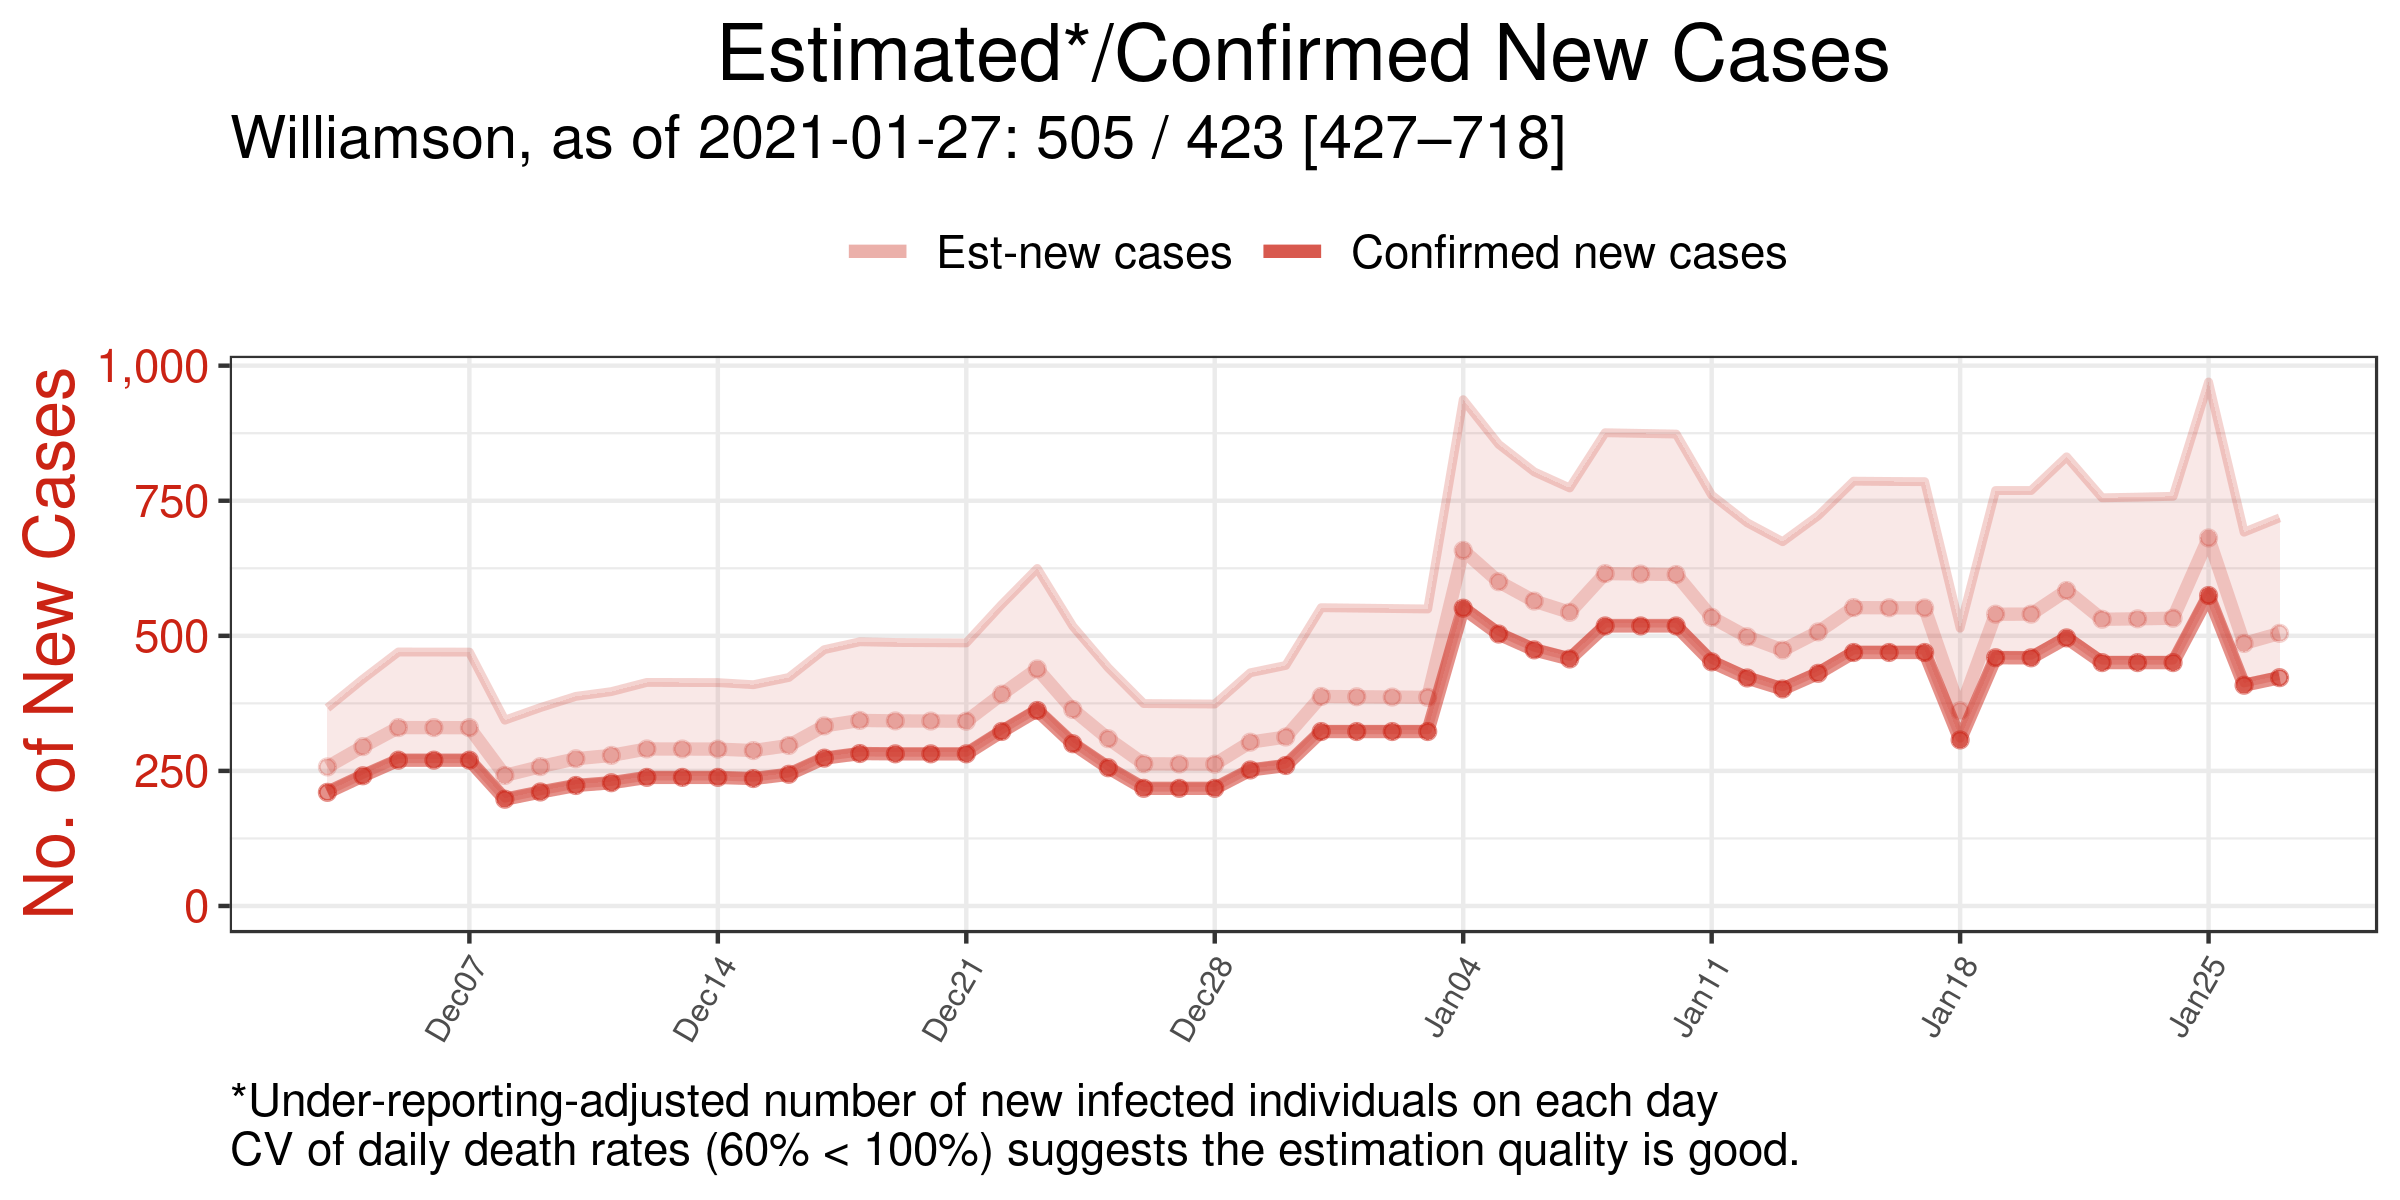 Estimated*/Confirmed New Cases
Williamson, as of 2021-01-27: 505 / 423 [427–718]
Est-new cases
Confirmed new cases
No. of New Cases
1,000
750
500
250
0
Dec07
Dec14
Dec21
Dec28
Jan04
Jan11
Jan18
Jan25
*Under-reporting-adjusted number of new infected individuals on each day
CV of daily death rates (60% < 100%) suggests the estimation quality is good.